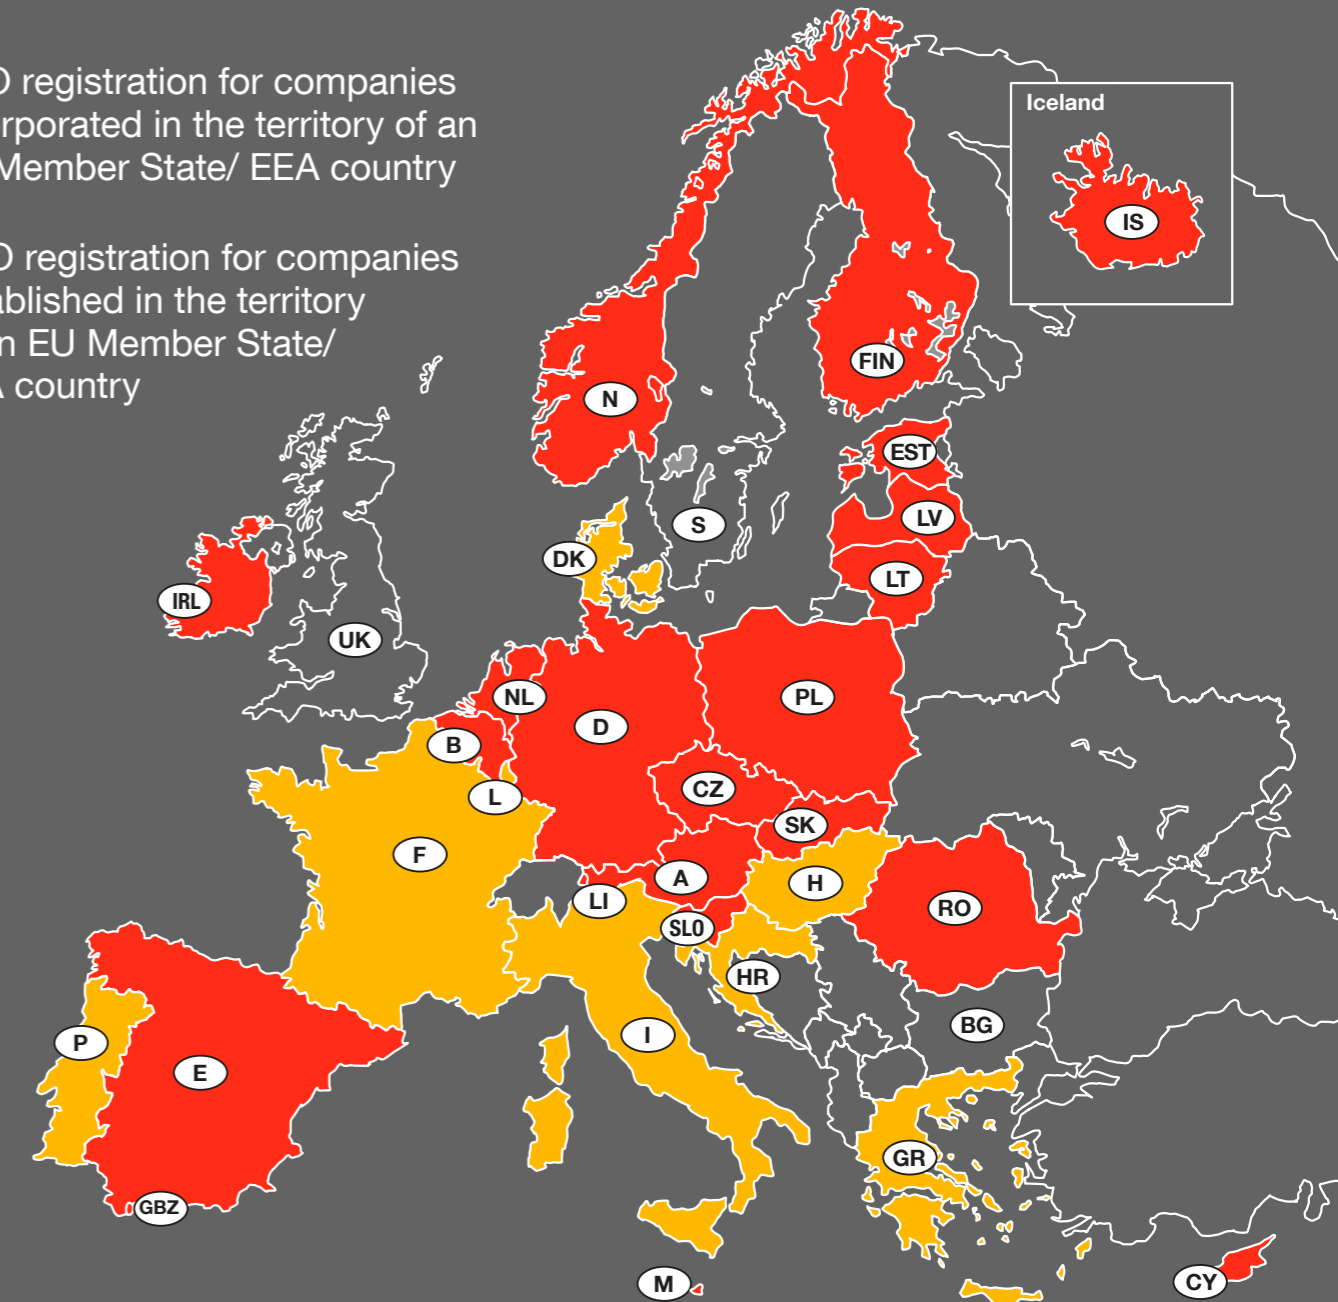 registration for companies
rporated in the territory of an
Member State/ EEA country
registration for companies
ablished in the territory
n EU Member State/
country
Iceland
IS
FIN
N
EST
LV
S
DK
LT
IRL
UK
NL
PL
D
B
CZ
L
SK
F
A
H
LI
RO
SLO
HR
BG
I
P
E
GR
GBZ
M
CY